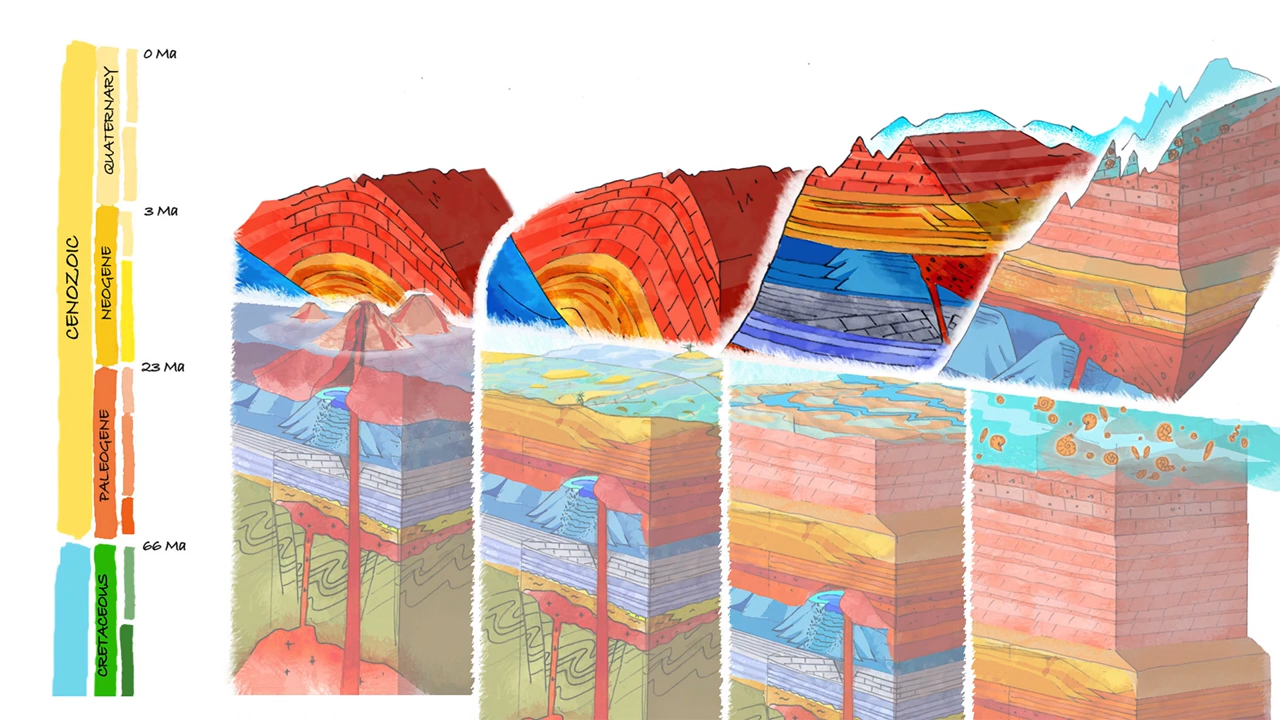 0 Ma
QUATERNARY
3 Ma
CENOZOIC
NEOGENE
23 Ma
PALEOGENE
66 Ma
CRETACEOUS